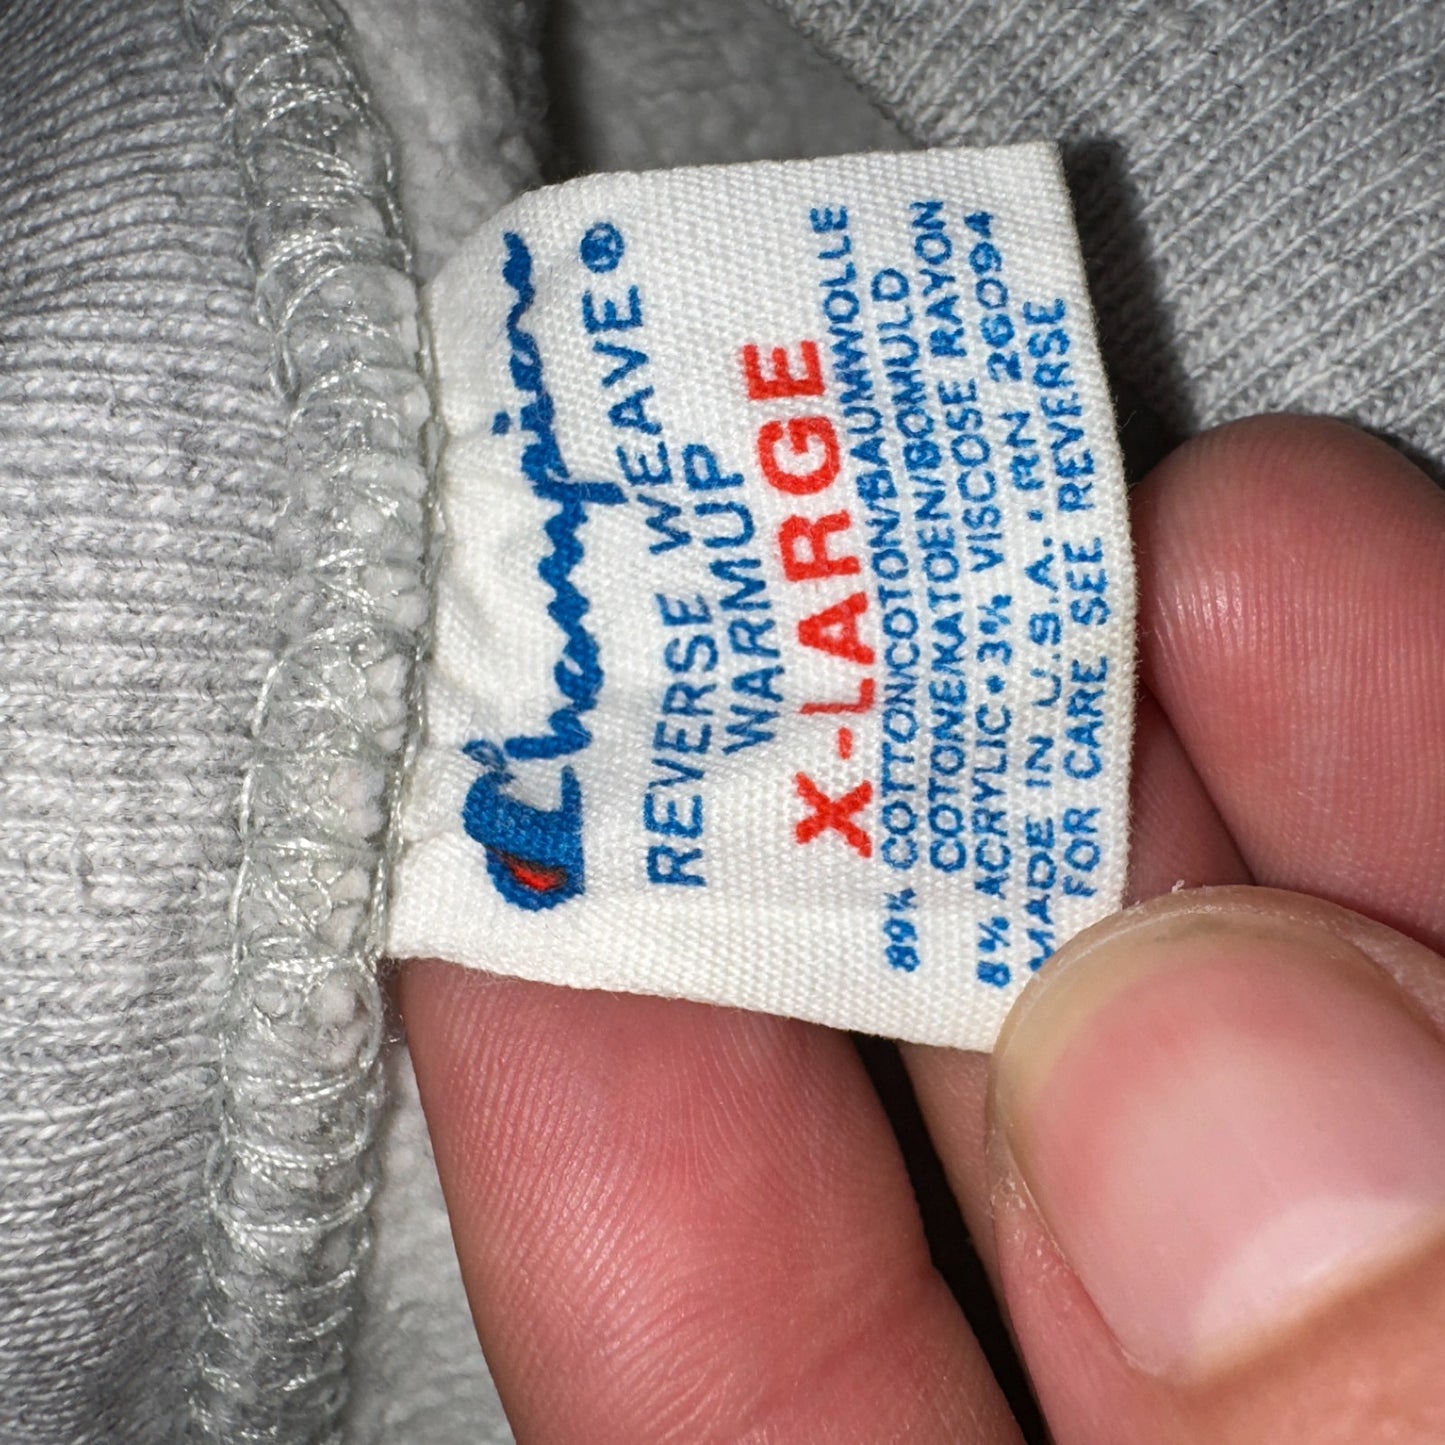 Champion
REVERSE WEAVE®
WARMUP
X-LARGE
89% COTTON/COTON/BAUMWOLLE
COTONE/KATOEN/BOMULD
8% ACRYLIC • 3% VISCOSE RAYON
MADE IN U.S.A. • RN 26094
FOR CARE SEE REVERSE